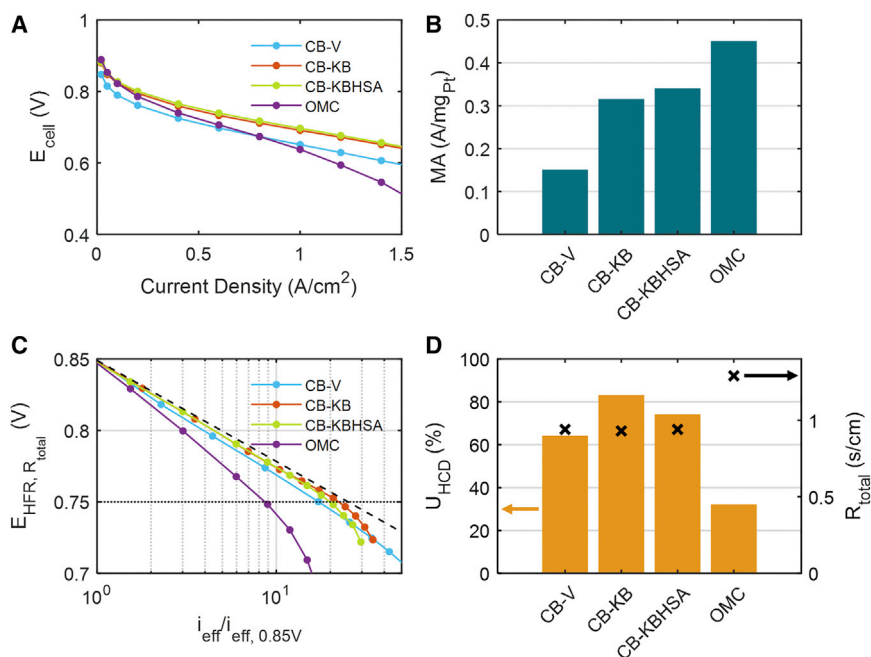 A
E_cell (V)
1
0.8
0.6
0.4
0
0.5
1
1.5
Current Density (A/cm²)
CB-V
CB-KB
CB-KBHSA
OMC
B
MA (A/mg_Pt)
0.5
0.4
0.3
0.2
0.1
0
CB-V
CB-KB
CB-KBHSA
OMC
C
E_HFR, R_total (V)
0.85
0.8
0.75
0.7
10⁰
10¹
i_eff/i_eff, 0.85V
CB-V
CB-KB
CB-KBHSA
OMC
D
U_HCD (%)
100
80
60
40
20
0
CB-V
CB-KB
CB-KBHSA
OMC
1
0.5
0
R_total (s/cm)